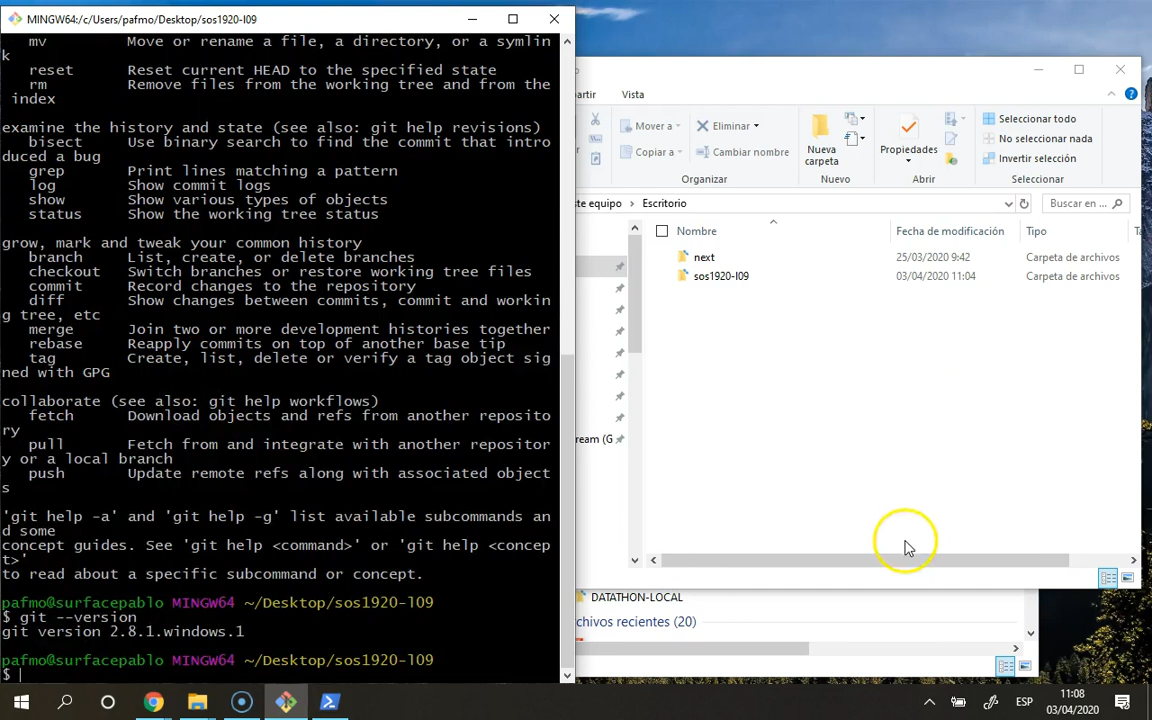 MINGW64:/c/Users/pafmo/Desktop/sos1920-l09
mv Move or rename a file, a directory, or a symlin
k
reset Reset current HEAD to the specified state
rm Remove files from the working tree and from the
index
examine the history and state (see also: git help revisions)
bisect Use binary search to find the commit that intro
duced a bug
grep Print lines matching a pattern
log Show commit logs
show Show various types of objects
status Show the working tree status
grow, mark and tweak your common history
branch List, create, or delete branches
checkout Switch branches or restore working tree files
commit Record changes to the repository
diff Show changes between commits, commit and workin
g tree, etc
merge Join two or more development histories together
rebase Reapply commits on top of another base tip
tag Create, list, delete or verify a tag object sig
ned with GPG
collaborate (see also: git help workflows)
fetch Download objects and refs from another reposito
ry
pull Fetch from and integrate with another repositor
y or a local branch
push Update remote refs along with associated object
s
'git help -a' and 'git help -g' list available subcommands an
d some
concept guides. See 'git help <command>' or 'git help <concep
t>'
to read about a specific subcommand or concept.
pafmo@surfacepablo MINGW64 ~/Desktop/sos1920-l09
$ git --version
git version 2.8.1.windows.1
pafmo@surfacepablo MINGW64 ~/Desktop/sos1920-l09
$
artir Vista
Mover a Eliminar
Copiar a Cambiar nombre
Organizar
Nueva
carpeta
Nuevo
Propiedades
Abrir
Seleccionar todo
No seleccionar nada
Invertir selección
Seleccionar
ste equipo Escritorio
Buscar en ...
Nombre Fecha de modificación Tipo Ta
next 25/03/2020 9:42 Carpeta de archivos
sos1920-l09 03/04/2020 11:04 Carpeta de archivos
ream (G
DATATHON-LOCAL
chivos recientes (20)
ESP
11:08
03/04/2020